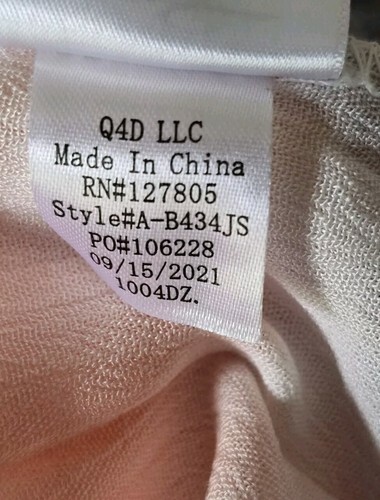 Q4D LLC
Made In China
RN#127805
Style#A-B434JS
PO#106228
09/15/2021
1004DZ.